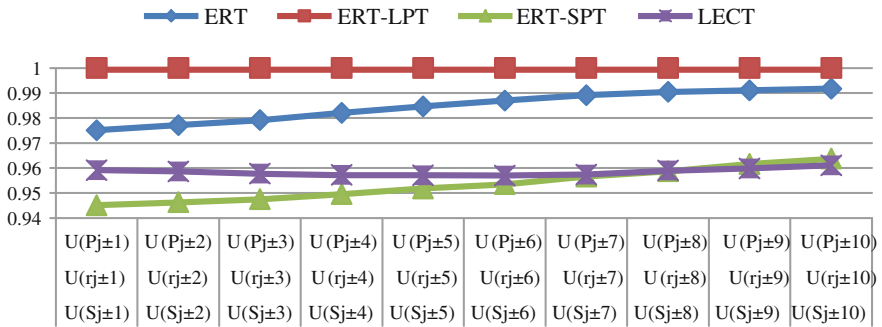 ERT ERT-LPT ERT-SPT LECT
1
0.99
0.98
0.97
0.96
0.95
0.94
U(Pj±1) U(Pj±2) U(Pj±3) U(Pj±4) U(Pj±5) U(Pj±6) U(Pj±7) U(Pj±8) U(Pj±9) U(Pj±10)
U(rj±1) U(rj±2) U(rj±3) U(rj±4) U(rj±5) U(rj±6) U(rj±7) U(rj±8) U(rj±9) U(rj±10)
U(Sj±1) U(Sj±2) U(Sj±3) U(Sj±4) U(Sj±5) U(Sj±6) U(Sj±7) U(Sj±8) U(Sj±9) U(Sj±10)